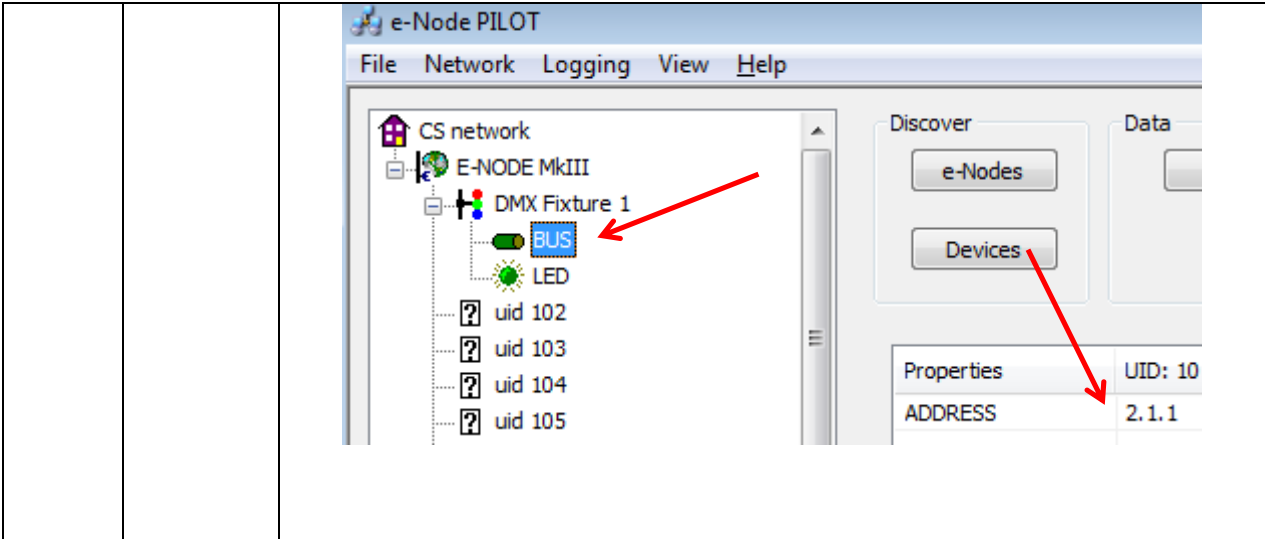 e-Node PILOT
File Network Logging View Help
CS network
E-NODE MkIII
DMX Fixture 1
BUS
LED
? uid 102
? uid 103
? uid 104
? uid 105
Discover
e-Nodes
Devices
Data
Properties UID: 10
ADDRESS 2.1.1